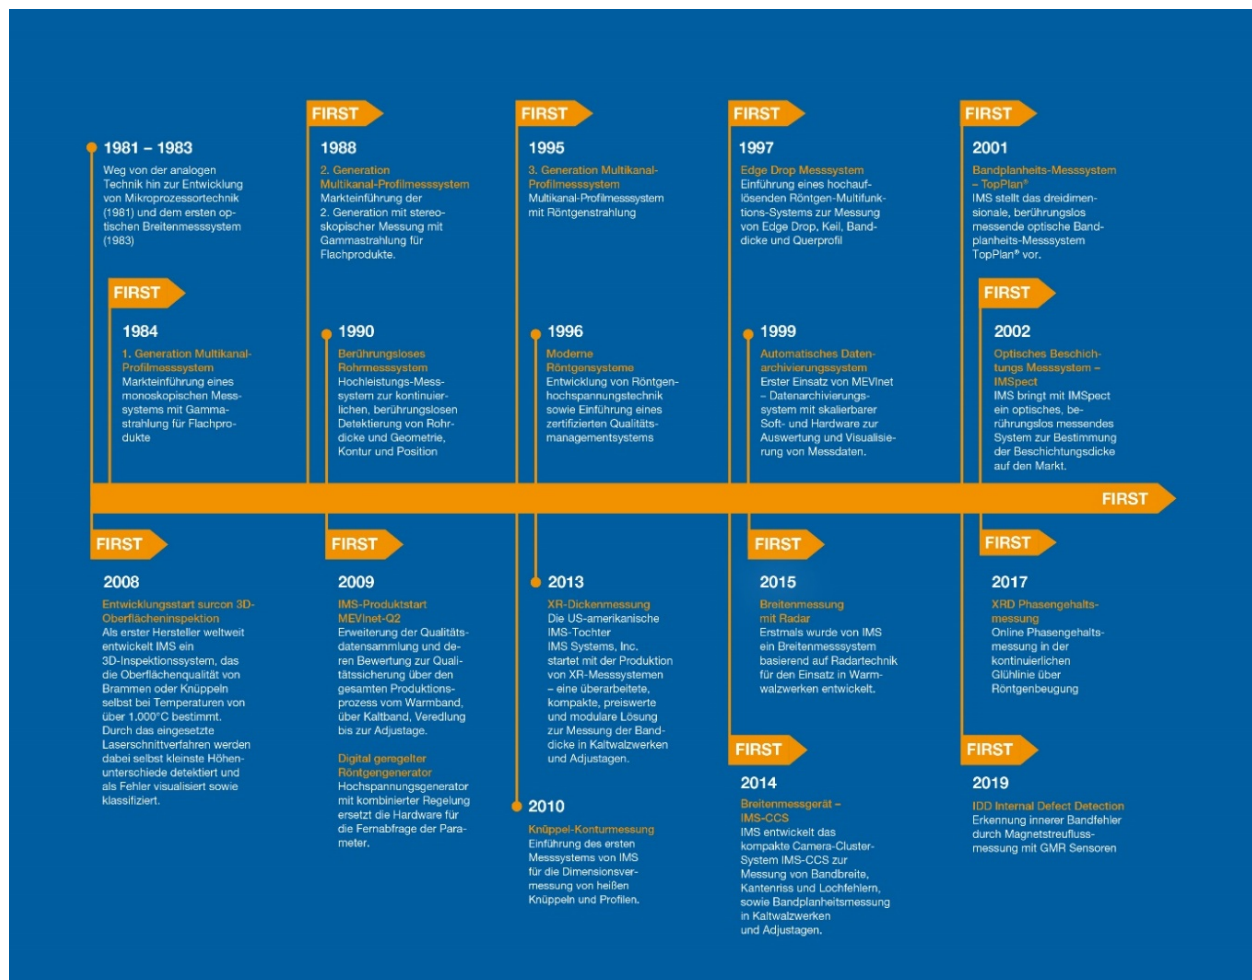 FIRST
1981 – 1983
Weg von der analogen
Technik hin zur Entwicklung
von Mikroprozessortechnik
(1981) und dem ersten op-
tischen Breitenmesssystem
(1983)
FIRST
1984
1. Generation Multikanal-
Profilmesssystem
Markteinführung eines
monoskopischen Mess-
systems mit Gamma-
strahlung für Flachpro-
dukte
1988
2. Generation
Multikanal-Profilmesssystem
Markteinführung der
2. Generation mit stereo-
skopischer Messung mit
Gammastrahlung für
Flachprodukte.
1990
Berührungsloses
Rohrmesssystem
Hochleistungs-Mess-
system zur kontinuier-
lichen, berührungslosen
Detektierung von Rohr-
dicke und Geometrie,
Kontur und Position
FIRST
1995
3. Generation Multikanal-
Profilmesssystem
Multikanal-Profilmesssystem
mit Röntgenstrahlung
1996
Moderne
Röntgensysteme
Entwicklung von Röntgen-
hochspannungstechnik
sowie Einführung eines
zertifizierten Qualitäts-
managementsystems
FIRST
1997
Edge Drop Messsystem
Einführung eines hochauf-
lösenden Röntgen-Multifunk-
tions-Systems zur Messung
von Edge Drop, Keil, Band-
dicke und Querprofil
1999
Automatisches Daten-
archivierungssystem
Erster Einsatz von MEVInet
– Datenarchivierungs-
system mit skalierbarer
Soft- und Hardware zur
Auswertung und Visualisie-
rung von Messdaten.
FIRST
2001
Bandplanheits-Messsystem
– TopPlan®
IMS stellt das dreidimen-
sionale, berührungslos
messende optische Band-
planheits-Messsystem
TopPlan® vor.
FIRST
2002
Optisches Beschich-
tungs Messsystem –
IMSpect
IMS bringt mit IMSpect
ein optisches, be-
rührungslos messendes
System zur Bestimmung
der Beschichtungsdicke
auf den Markt.
FIRST
FIRST
2008
Entwicklungsstart surcon 3D-
Oberflächeninspektion
Als erster Hersteller weltweit
entwickelt IMS ein
3D-Inspektionssystem, das
die Oberflächenqualität von
Brammen oder Knüppeln
selbst bei Temperaturen von
über 1.000°C bestimmt.
Durch das eingesetzte
Laserschnittverfahren werden
dabei selbst kleinste Höhen-
unterschiede detektiert und
als Fehler visualisiert sowie
klassifiziert.
FIRST
2009
IMS-Produktstart
MEVInet-Q2
Erweiterung der Qualitäts-
datensammlung und de-
ren Bewertung zur Quali-
tätssicherung über den
gesamten Produktions-
prozess vom Warmband,
über Kaltband, Veredlung
bis zur Adjustage.
Digital geregelter
Röntgengenerator
Hochspannungsgenerator
mit kombinierter Regelung
ersetzt die Hardware für
die Fernabfrage der Para-
meter.
2013
XR-Dickenmessung
Die US-amerikanische
IMS-Tochter
IMS Systems, Inc.
startet mit der Produktion
von XR-Messsystemen
– eine überarbeitete,
kompakte, preiswerte
und modulare Lösung
zur Messung der Band-
dicke in Kaltwalzwerken
und Adjustagen.
2010
Knüppel-Konturmessung
Einführung des ersten
Messsystems von IMS
für die Dimensionsver-
messung von heißen
Knüppeln und Profilen.
FIRST
2015
Breitenmessung
mit Radar
Erstmals wurde von IMS
ein Breitenmesssystem
basierend auf Radartechnik
für den Einsatz in Warm-
walzwerken entwickelt.
FIRST
2014
Breitenmessgerät –
IMS-CCS
IMS entwickelt das
kompakte Camera-Cluster-
System IMS-CCS zur
Messung von Bandbreite,
Kantenriss und Lochfehlern,
sowie Bandplanheitsmessung
in Kaltwalzwerken
und Adjustagen.
FIRST
2017
XRD Phasengehalts-
messung
Online Phasengehalts-
messung in der
kontinuierlichen
Glühlinie über
Röntgenbeugung
FIRST
2019
IDD Internal Defect Detection
Erkennung innerer Bandfehler
durch Magnetstreufluss-
messung mit GMR Sensoren